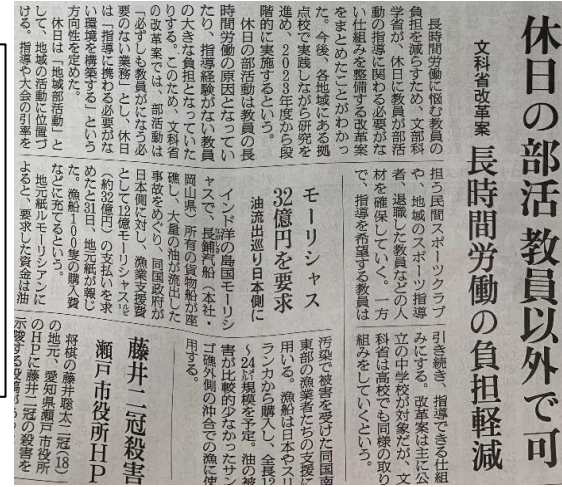 休日の部活 教員以外で可
長時間労働の負担軽減
文科省改革案
長時間労働に悩む教員の
負担を減らすため、文部科
学省が、休日に教員が部活
動の指導に関わる必要がな
い仕組みを整備する改革案
をまとめたことがわかっ
た。今後、各地域にある拠
点校で実践しながら研究を
進め、2023年度から段
階的に実施するという。
休日の部活動は教員の長
時間労働の原因となってい
たり、指導経験がない教員
の大きな負担となっていた
りする。このため、文科省
の改革案では、部活動は
「必ずしも教員がになう必
要のない業務」とし、休日
は「指導に携わる必要がな
い環境を構築する」という
方向性を定めた。
休日は「地域部活動」と
して、地域の活動に位置づ
ける。指導や大会の引率を
担う民間スポーツクラブ
や、地域のスポーツ指導
者、退職した教員などの人
材を確保していく。一方
で、指導を希望する教員は
引き続き、指導できる仕組
みにする。改革案は主に公
立の中学校が対象だが、文
科省は高校でも同様の取り
組みをしていくという。
モーリシャス
32億円を要求
油流出巡り日本側に
インド洋の島国モーリシ
ャスで、長鋪汽船(本社・
岡山県)所有の貨物船が座
礁し、大量の油が流出した
事故をめぐり、同国政府が
日本側に対し、漁業支援費
として12億モーリシャスルピー
(約32億円)の支払いを求
めたと31日、地元紙が報じ
た。漁船100隻の購入費
などに充てるという。
地元紙ルモーリシアンに
よると、要求した資金は油
汚染で被害を受けた同国南
東部の漁業者たちの支援に
用いる。漁船は日本やスリ
ランカから購入し、全長12
～24㍍規模を予定。油の被
害が比較的少なかったサン
ゴ礁外側の沖合での漁に使
用する。
藤井二冠殺害
瀬戸市役所HP
将棋の藤井聡太二冠(18)
の地元、愛知県瀬戸市役所
のHPに藤井二冠の殺害を